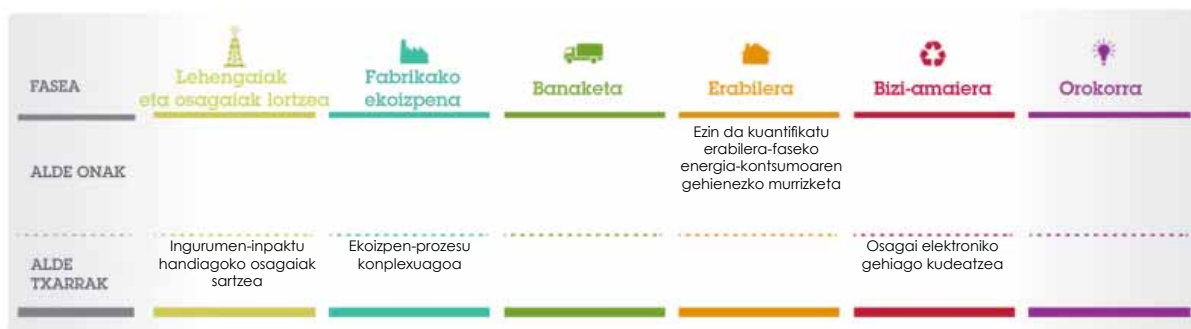 FASEA
Lehengaiak
eta osagaiak lortzea
Fabrikako
ekoizpena
Banaketa
Erabilera
Bizi-amaiera
Orokorra
ALDE ONAK
Ezin da kuantifikatu
erabilera-faseko
energia-kontsumoaren
gehienezko murrizketa
ALDE
TXARRAK
Ingurumen-inpaktu
handiagoko osagaiak
sartzea
Ekoizpen-prozesu
konplexuagoa
Osagai elektroniko
gehiago kudeatzea